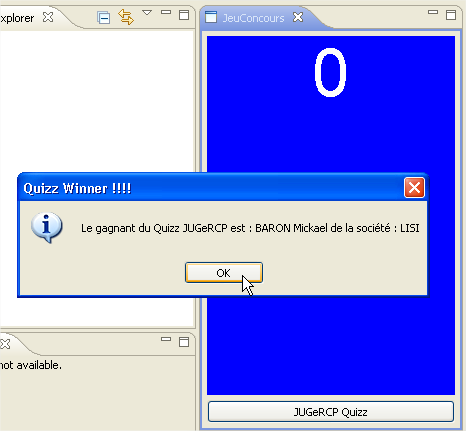 xplorer
JeuConcours
0
Quizz Winner !!!!
Le gagnant du Quizz JUGeRCP est : BARON Mickael de la société : LISI
OK
not available.
JUGeRCP Quizz